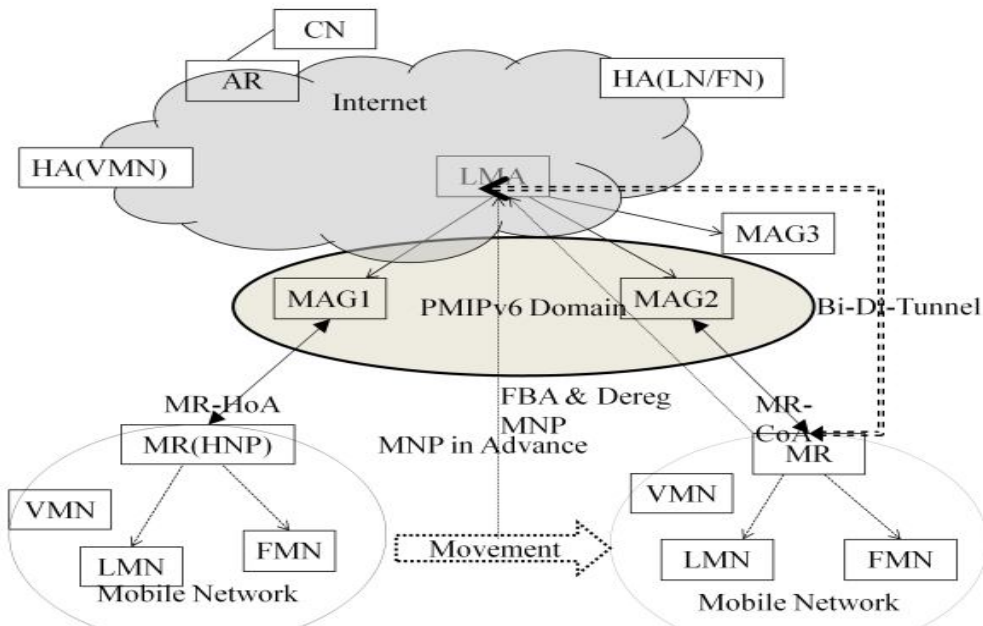 CN
AR
HA(LN/FN)
Internet
HA(VMN)
LMA
MAG3
MAG1
PMIPv6 Domain
MAG2
Bi-Di-Tunnel
MR-HoA
FBA & Dereg
MNP
MR-
CoA
MR(HNP)
MNP in Advance
MR
VMN
VMN
LMN
FMN
Movement
LMN
FMN
Mobile Network
Mobile Network